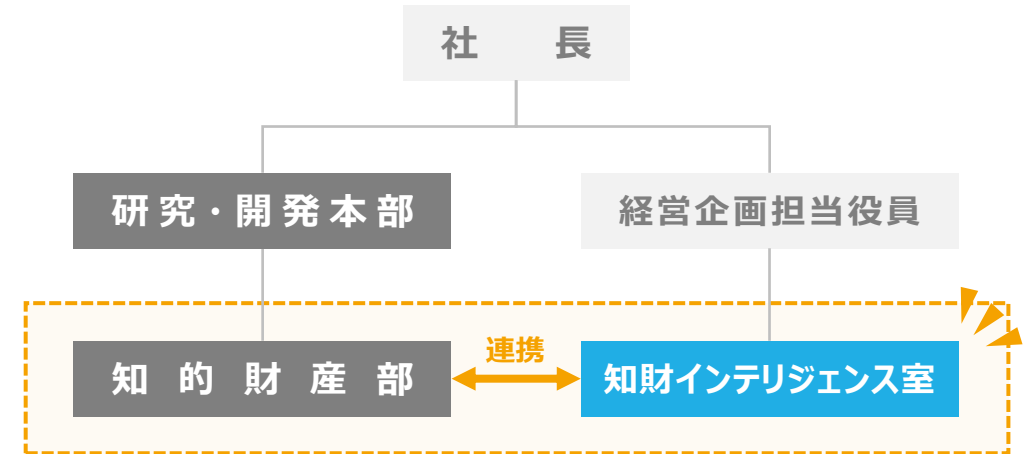 社　長
研究・開発本部
経営企画担当役員
連携
知的財産部
知財インテリジェンス室